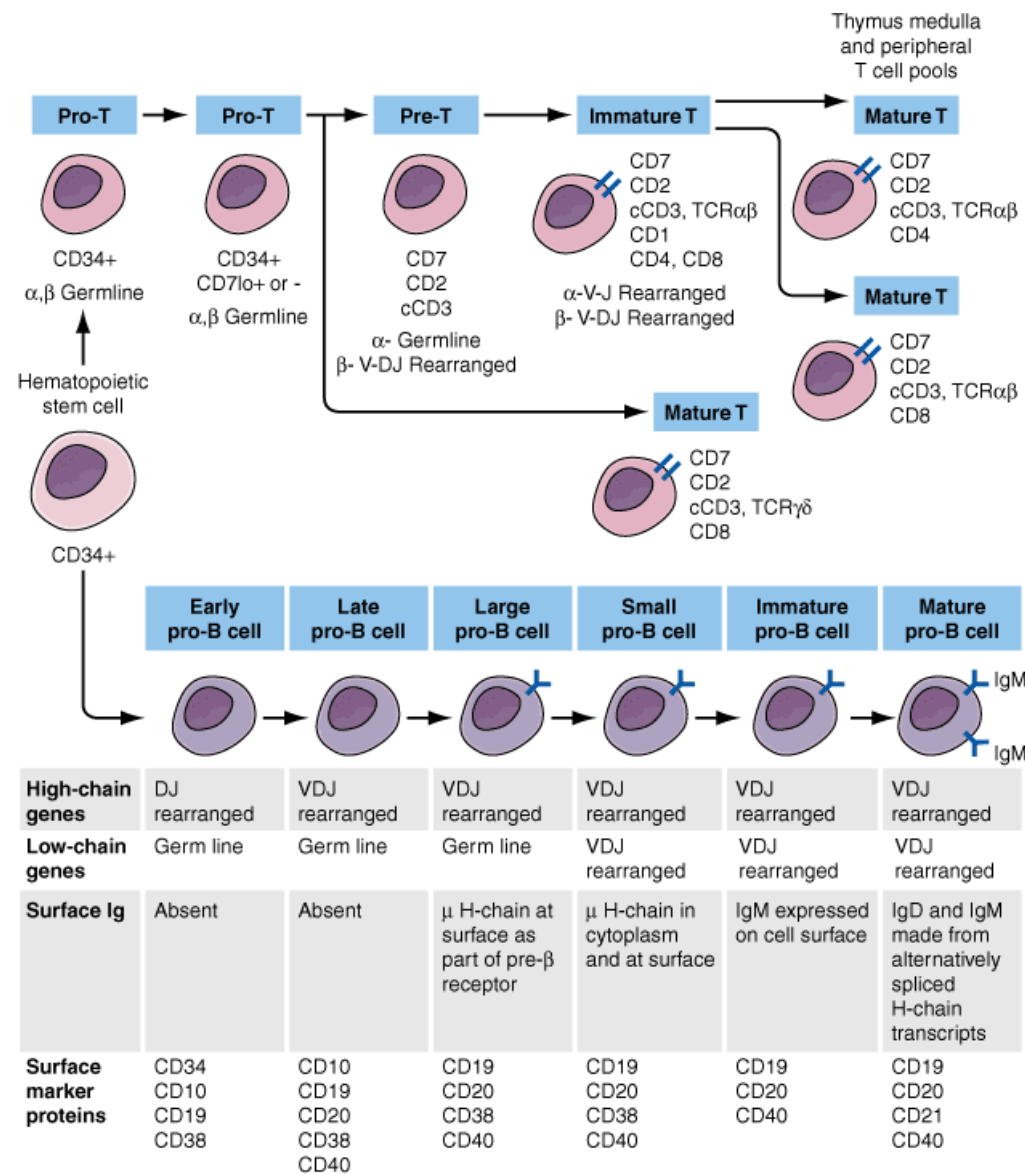 Thymus medulla
and peripheral
T cell pools
Pro-T
Pro-T
Pre-T
Immature T
Mature T
CD34+
α,β Germline
CD34+
CD7lo+ or -
α,β Germline
CD7
CD2
cCD3
α- Germline
β- V-DJ Rearranged
CD7
CD2
cCD3, TCRαβ
CD1
CD4, CD8
α-V-J Rearranged
β- V-DJ Rearranged
CD7
CD2
cCD3, TCRαβ
CD4
Mature T
CD7
CD2
cCD3, TCRαβ
CD8
Mature T
CD7
CD2
cCD3, TCRγδ
CD8
Hematopoietic
stem cell
CD34+
Early
pro-B cell
Late
pro-B cell
Large
pro-B cell
Small
pro-B cell
Immature
pro-B cell
Mature
pro-B cell
IgM
IgM
High-chain
genes
DJ
rearranged
VDJ
rearranged
VDJ
rearranged
VDJ
rearranged
VDJ
rearranged
VDJ
rearranged
Low-chain
genes
Germ line
Germ line
Germ line
VDJ
rearranged
VDJ
rearranged
VDJ
rearranged
Surface Ig
Absent
Absent
μ H-chain at
surface as
part of pre-β
receptor
μ H-chain in
cytoplasm
and at surface
IgM expressed
on cell surface
IgD and IgM
made from
alternatively
spliced
H-chain
transcripts
Surface
marker
proteins
CD34
CD10
CD19
CD38
CD10
CD19
CD20
CD38
CD40
CD19
CD20
CD38
CD40
CD19
CD20
CD38
CD40
CD19
CD20
CD40
CD19
CD20
CD21
CD40